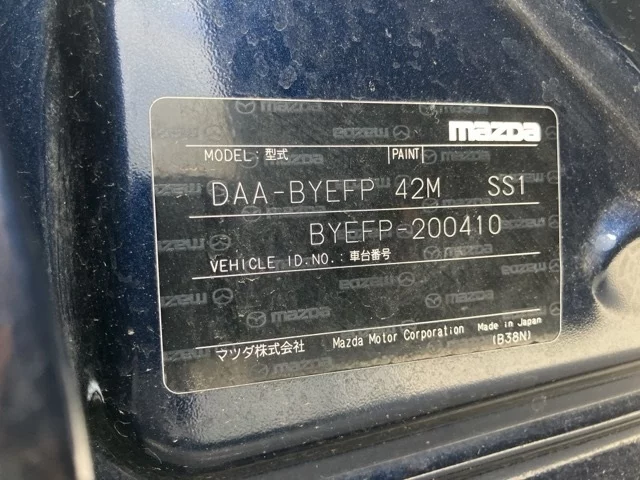 mazda
MODEL:型式 PAINT
DAA-BYEFP 42M SS1
BYEFP-200410
VEHICLE ID.NO.:車台番号
マツダ株式会社 Mazda Motor Corporation Made in Japan
(B38N)